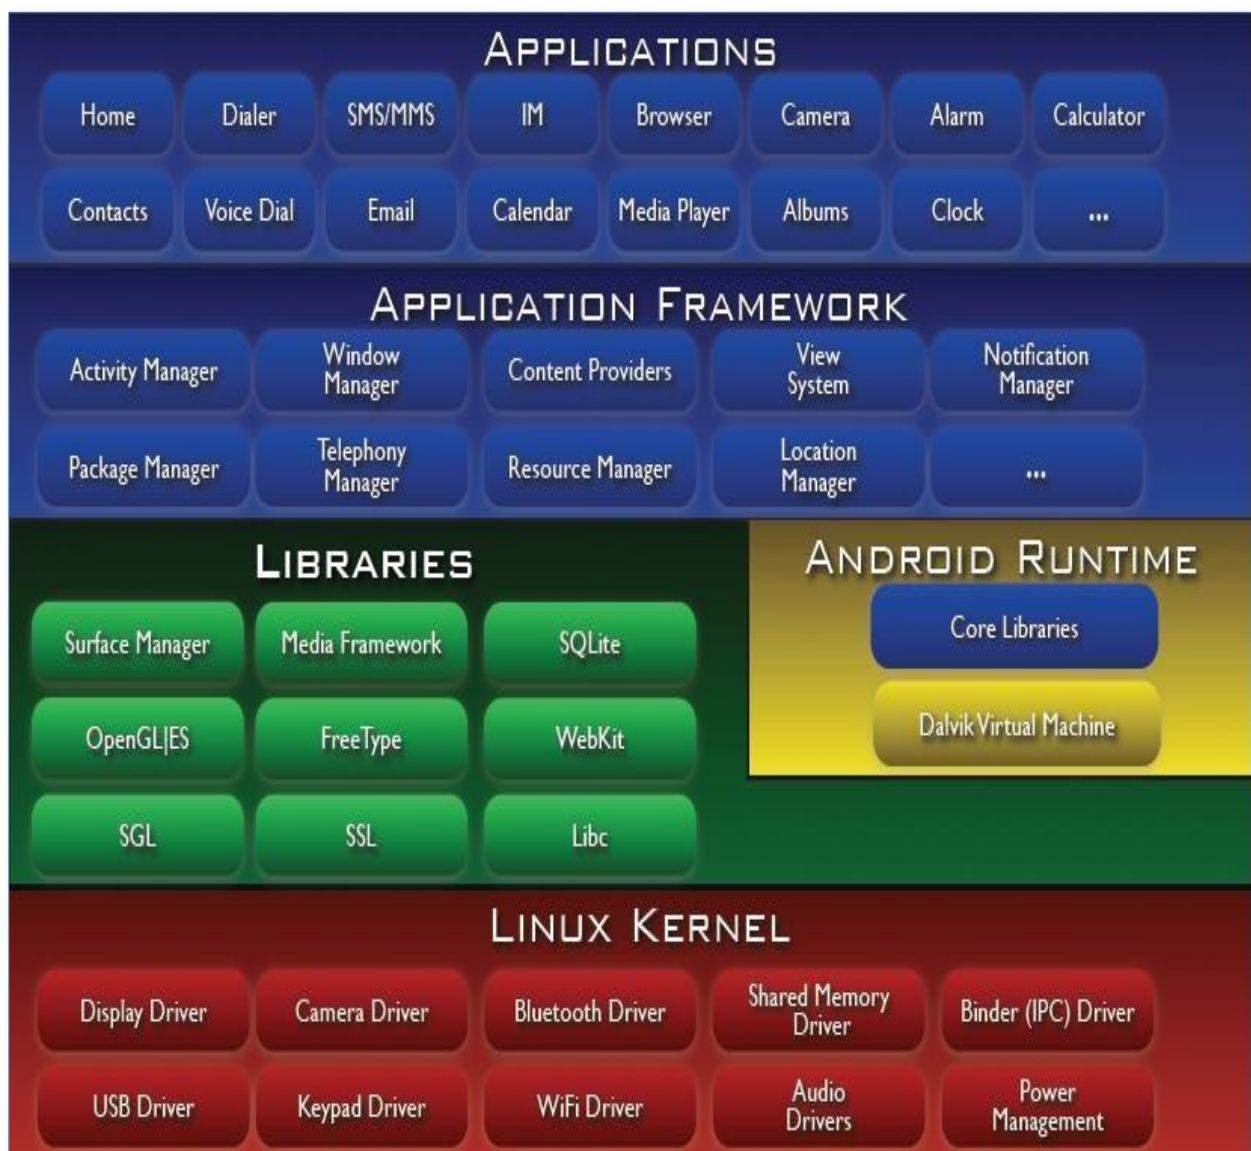 APPLICATIONS
Home Dialer SMS/MMS IM Browser Camera Alarm Calculator
Contacts Voice Dial Email Calendar Media Player Albums Clock ...
APPLICATION FRAMEWORK
Activity Manager
Window
Manager
Content Providers
View
System
Notification
Manager
Package Manager
Telephony
Manager
Resource Manager
Location
Manager
...
LIBRARIES
Surface Manager Media Framework SQLite
OpenGL|ES FreeType WebKit
SGL SSL Libc
ANDROID RUNTIME
Core Libraries
Dalvik Virtual Machine
LINUX KERNEL
Display Driver
Camera Driver
Bluetooth Driver
Shared Memory
Driver
Binder (IPC) Driver
USB Driver
Keypad Driver
WiFi Driver
Audio
Drivers
Power
Management